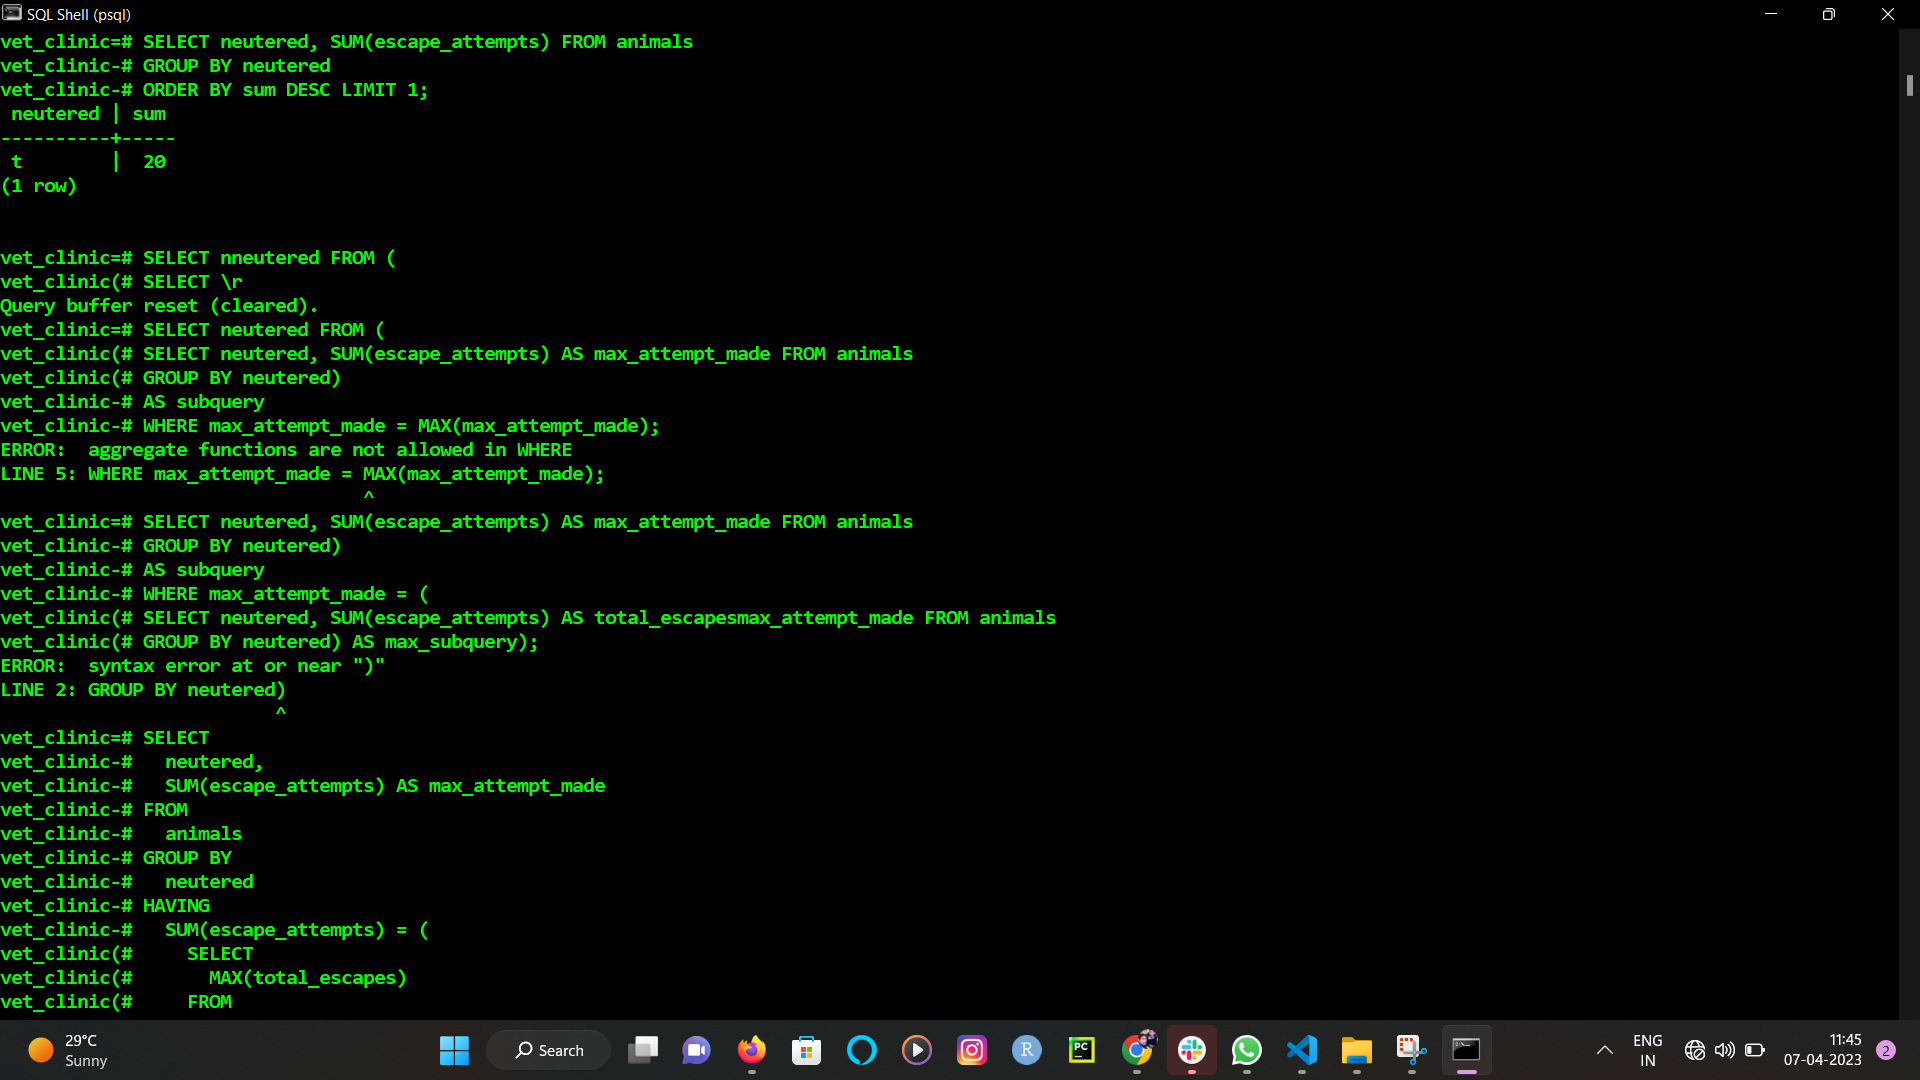 SQL Shell (psql)
vet_clinic=# SELECT neutered, SUM(escape_attempts) FROM animals
vet_clinic-# GROUP BY neutered
vet_clinic-# ORDER BY sum DESC LIMIT 1;
 neutered | sum
----------+-----
 t        |  20
(1 row)
vet_clinic=# SELECT nneutered FROM (
vet_clinic(# SELECT \r
Query buffer reset (cleared).
vet_clinic=# SELECT neutered FROM (
vet_clinic(# SELECT neutered, SUM(escape_attempts) AS max_attempt_made FROM animals
vet_clinic(# GROUP BY neutered)
vet_clinic-# AS subquery
vet_clinic-# WHERE max_attempt_made = MAX(max_attempt_made);
ERROR:  aggregate functions are not allowed in WHERE
LINE 5: WHERE max_attempt_made = MAX(max_attempt_made);
                                 ^
vet_clinic=# SELECT neutered, SUM(escape_attempts) AS max_attempt_made FROM animals
vet_clinic-# GROUP BY neutered)
vet_clinic-# AS subquery
vet_clinic-# WHERE max_attempt_made = (
vet_clinic(# SELECT neutered, SUM(escape_attempts) AS total_escapesmax_attempt_made FROM animals
vet_clinic(# GROUP BY neutered) AS max_subquery);
ERROR:  syntax error at or near ")"
LINE 2: GROUP BY neutered)
                         ^
vet_clinic=# SELECT
vet_clinic-#   neutered,
vet_clinic-#   SUM(escape_attempts) AS max_attempt_made
vet_clinic-# FROM
vet_clinic-#   animals
vet_clinic-# GROUP BY
vet_clinic-#   neutered
vet_clinic-# HAVING
vet_clinic-#   SUM(escape_attempts) = (
vet_clinic(#     SELECT
vet_clinic(#       MAX(total_escapes)
vet_clinic(#     FROM
29°C
Sunny
Search
R
PC
ENG
IN
11:45
07-04-2023
2